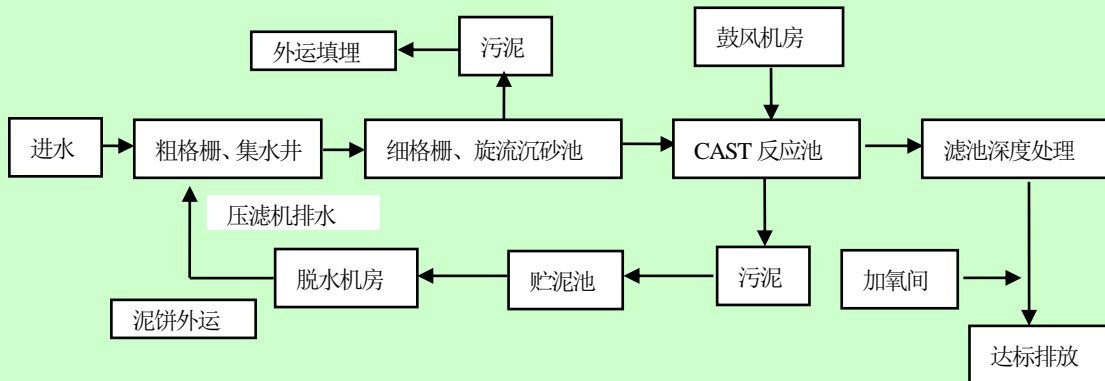 外运填埋
污泥
鼓风机房
进水
粗格栅、集水井
细格栅、旋流沉砂池
CAST 反应池
滤池深度处理
压滤机排水
脱水机房
贮泥池
污泥
加氧间
泥饼外运
达标排放